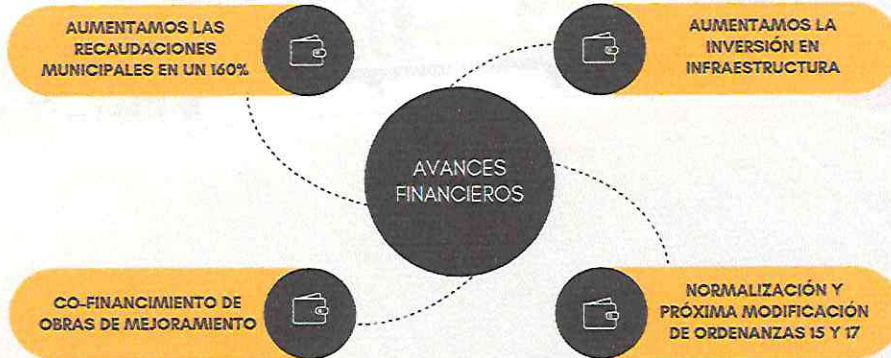 AUMENTAMOS LAS
RECAUDACIONES
MUNICIPALES EN UN 160%
AUMENTAMOS LA
INVERSIÓN EN
INFRAESTRUCTURA
AVANCES
FINANCIEROS
CO-FINANCIMIENTO DE
OBRAS DE MEJORAMIENTO
NORMALIZACIÓN Y
PRÓXIMA MODIFICACIÓN
DE ORDENANZAS 15 Y 17